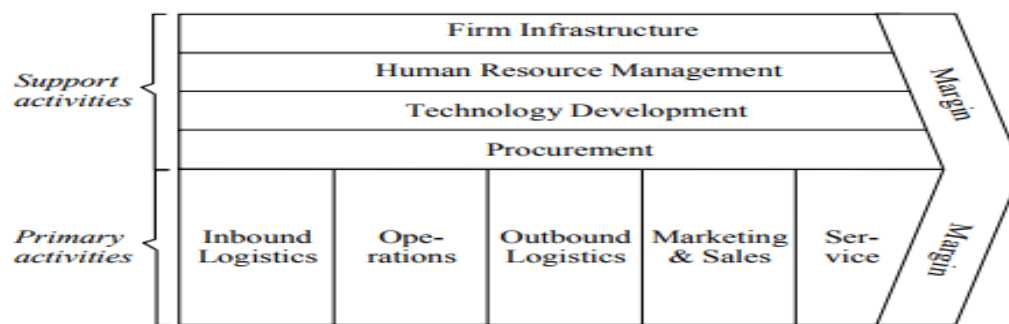 Support
activities
Firm Infrastructure
Human Resource Management
Technology Development
Procurement
Margin
Primary
activities
Inbound
Logistics
Ope-
rations
Outbound
Logistics
Marketing
& Sales
Ser-
vice
Margin